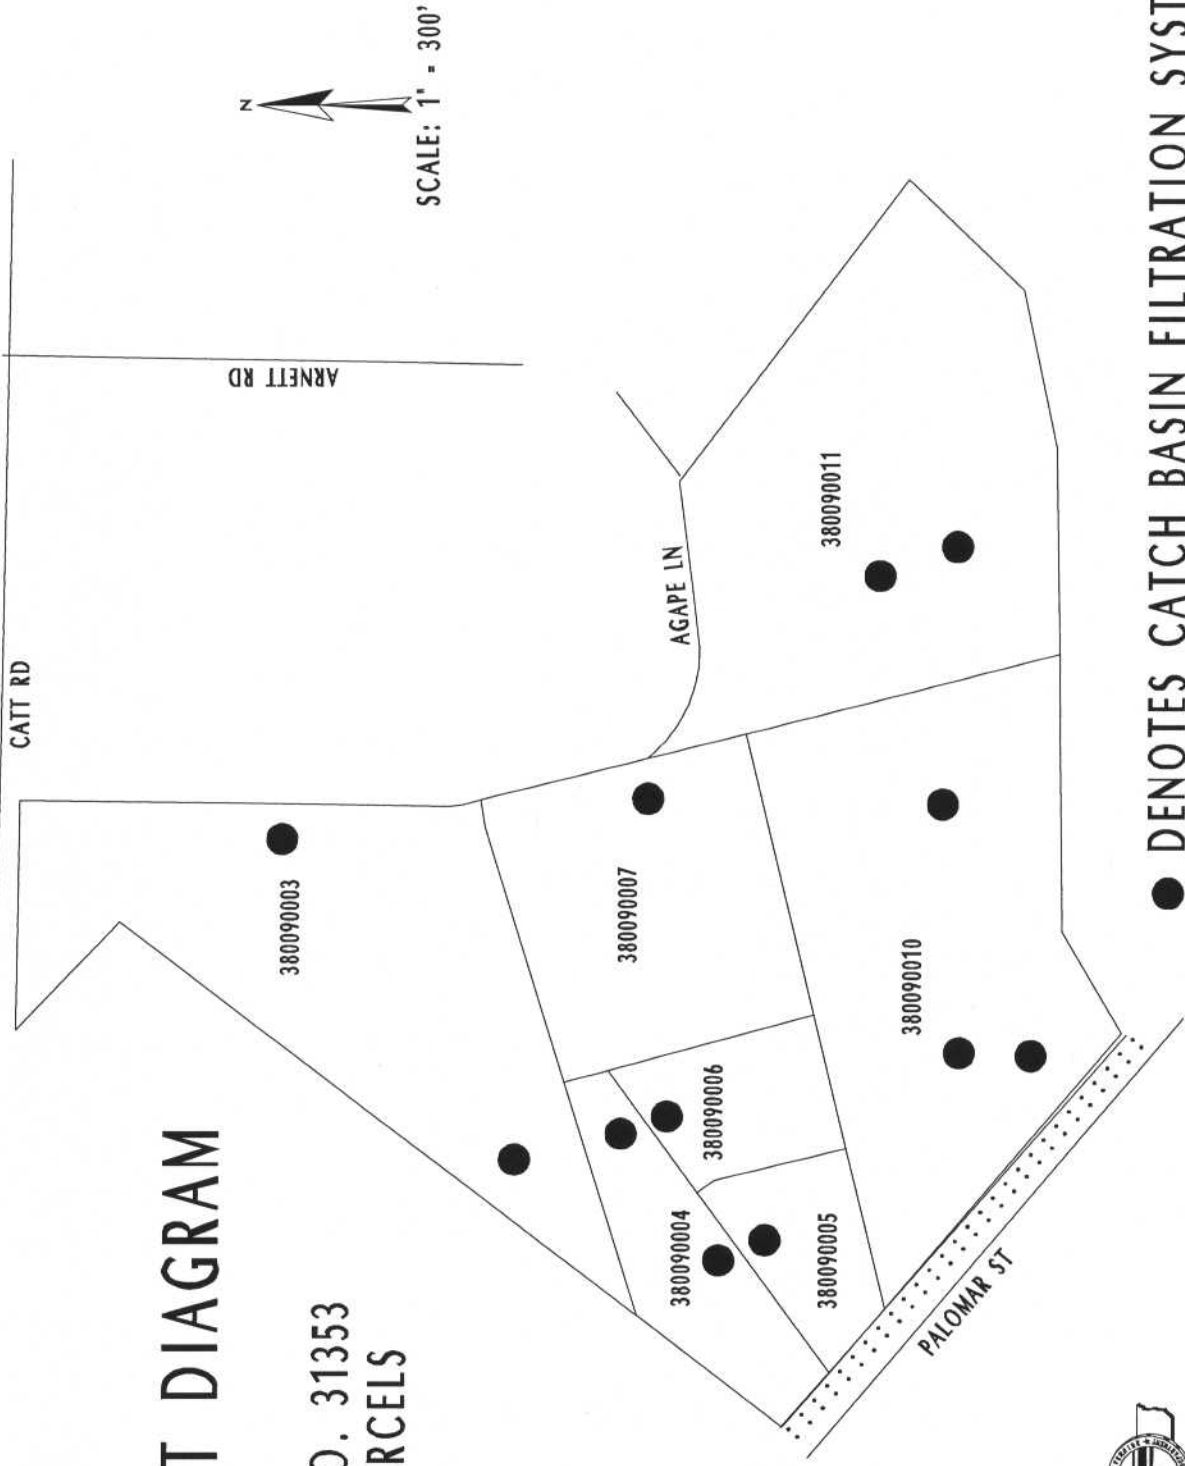 T DIAGRAM
O. 31353
RCELS
CATT RD
N
SCALE: 1" - 300'
ARNETT RD
AGAPE LN
380090003
380090007
380090011
380090004
380090006
380090005
380090010
PALOMAR ST
DENOTES CATCH BASIN FILTRATION SYST